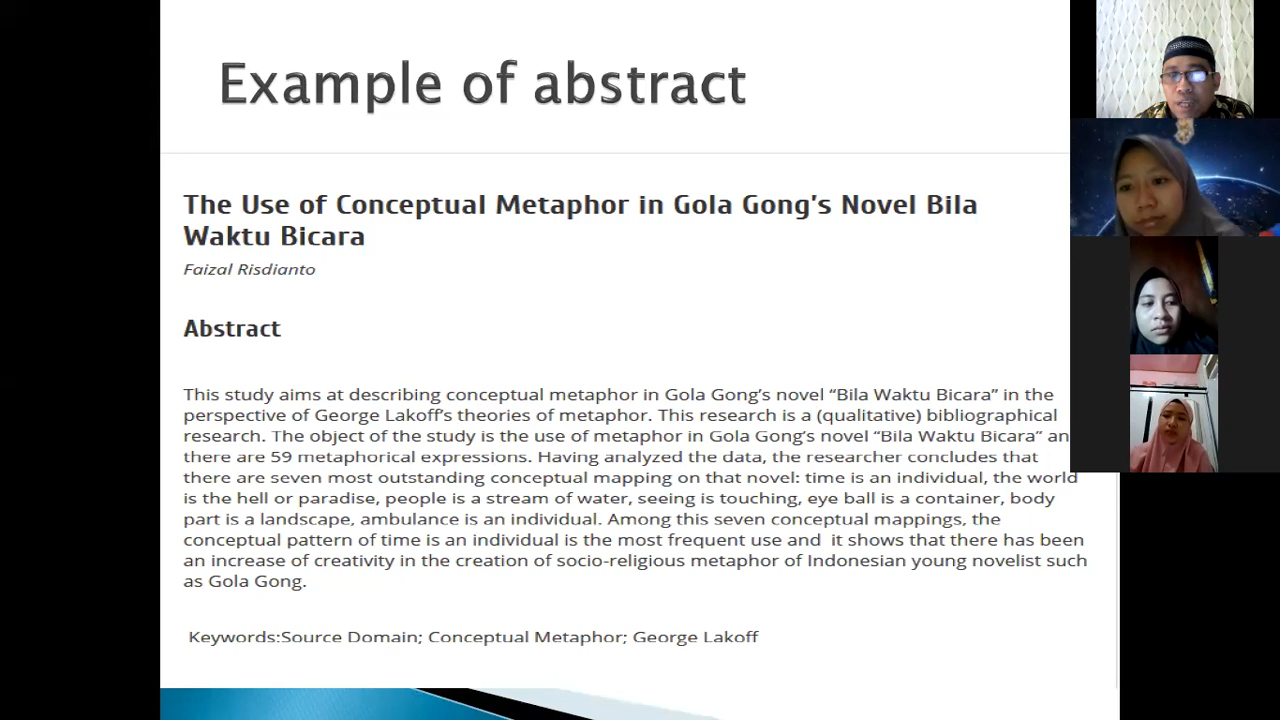 Example of abstract
The Use of Conceptual Metaphor in Gola Gong's Novel Bila
Waktu Bicara
Faizal Risdianto
Abstract
This study aims at describing conceptual metaphor in Gola Gong's novel “Bila Waktu Bicara” in the
perspective of George Lakoff's theories of metaphor. This research is a (qualitative) bibliographical
research. The object of the study is the use of metaphor in Gola Gong's novel “Bila Waktu Bicara” an
there are 59 metaphorical expressions. Having analyzed the data, the researcher concludes that
there are seven most outstanding conceptual mapping on that novel: time is an individual, the world
is the hell or paradise, people is a stream of water, seeing is touching, eye ball is a container, body
part is a landscape, ambulance is an individual. Among this seven conceptual mappings, the
conceptual pattern of time is an individual is the most frequent use and  it shows that there has been
an increase of creativity in the creation of socio-religious metaphor of Indonesian young novelist such
as Gola Gong.
Keywords:Source Domain; Conceptual Metaphor; George Lakoff